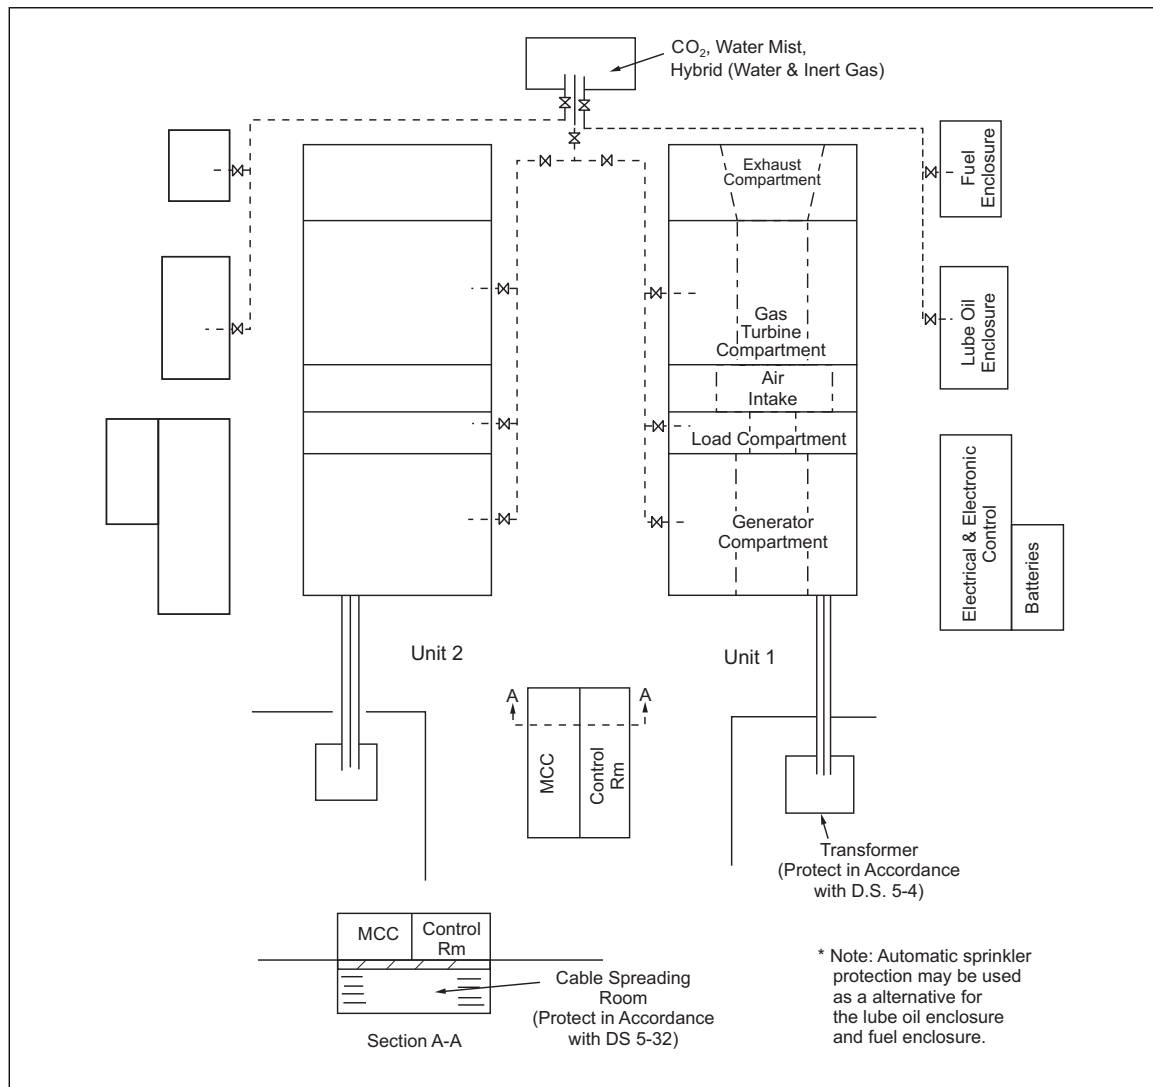 CO2, Water Mist,
Hybrid (Water & Inert Gas)
Exhaust
Compartment
Fuel
Enclosure
Gas
Turbine
Compartment
Lube Oil
Enclosure
Air
Intake
Load Compartment
Generator
Compartment
Electrical & Electronic
Control
Batteries
Unit 2
Unit 1
A
A
MCC
Control
Rm
Transformer
(Protect in Accordance
with D.S. 5-4)
MCC
Control
Rm
Cable Spreading
Room
(Protect in Accordance
with DS 5-32)
Section A-A
* Note: Automatic sprinkler
protection may be used
as a alternative for
the lube oil enclosure
and fuel enclosure.